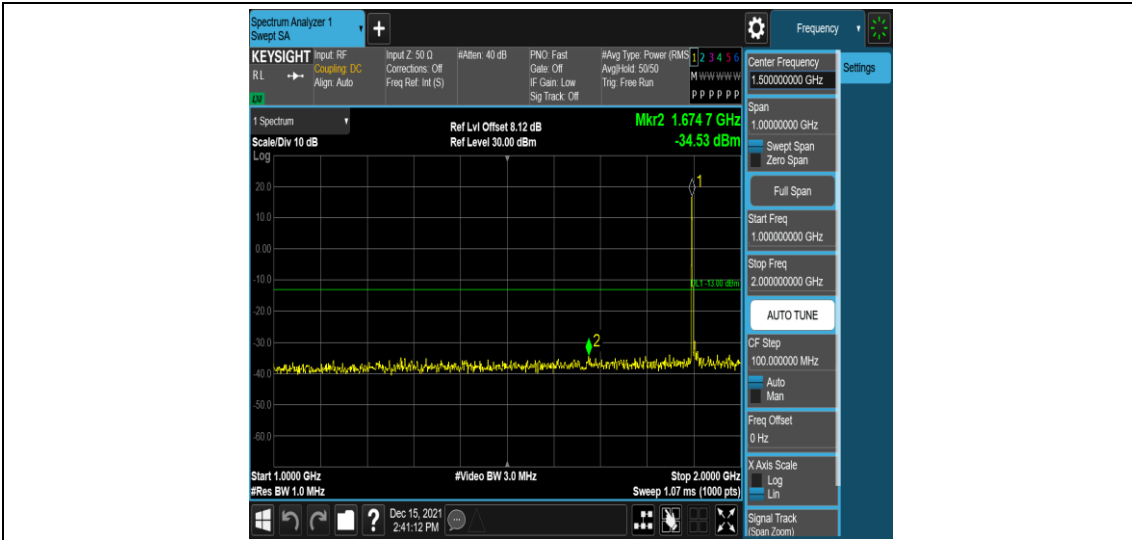 Spectrum Analyzer 1
Swept SA
+
Frequency
KEYSIGHT
RL
LXI
Input: RF
Coupling: DC
Align: Auto
Input Z: 50 Ω
Corrections: Off
Freq Ref: Int (S)
#Atten: 40 dB
PNO: Fast
Gate: Off
IF Gain: Low
Sig Track: Off
#Avg Type: Power (RMS
Avg|Hold: 50/50
Trig: Free Run
1 2 3 4 5 6
M W W W W W
P P P P P P
1 Spectrum
Scale/Div 10 dB
Log
Ref Lvl Offset 8.12 dB
Ref Level 30.00 dBm
Mkr2 1.674 7 GHz
-34.53 dBm
20.0
10.0
0.00
-10.0
-20.0
-30.0
-40.0
-50.0
-60.0
1
DL1 -13.00 dBm
2
Start 1.0000 GHz
#Res BW 1.0 MHz
#Video BW 3.0 MHz
Stop 2.0000 GHz
Sweep 1.07 ms (1000 pts)
Center Frequency
1.500000000 GHz
Span
1.00000000 GHz
Swept Span
Zero Span
Full Span
Start Freq
1.000000000 GHz
Stop Freq
2.000000000 GHz
AUTO TUNE
CF Step
100.000000 MHz
Auto
Man
Freq Offset
0 Hz
X Axis Scale
Log
Lin
Signal Track
(Span Zoom)
Settings
?
Dec 15, 2021
2:41:12 PM